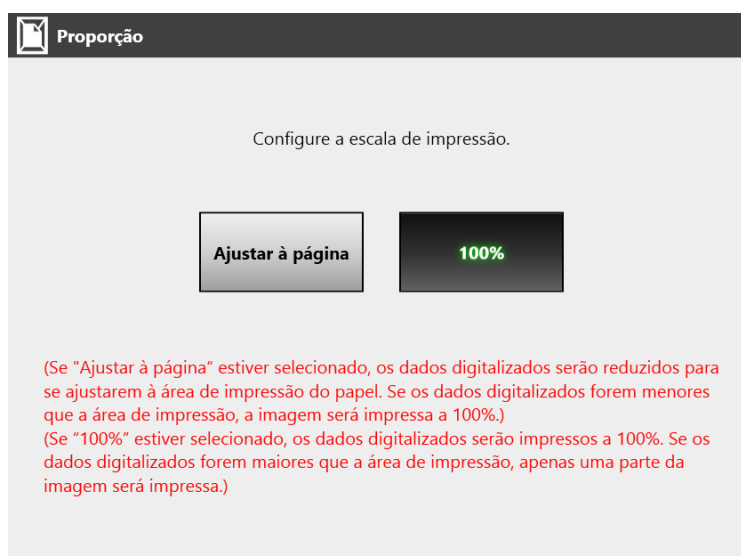 Proporção
Configure a escala de impressão.
Ajustar à página
100%
(Se "Ajustar à página“ estiver selecionado, os dados digitalizados serão reduzidos para
se ajustarem à área de impressão do papel. Se os dados digitalizados forem menores
que a área de impressão, a imagem será impressa a 100%.)
(Se “100%” estiver selecionado, os dados digitalizados serão impressos a 100%. Se os
dados digitalizados forem maiores que a área de impressão, apenas uma parte da
imagem será impressa.)